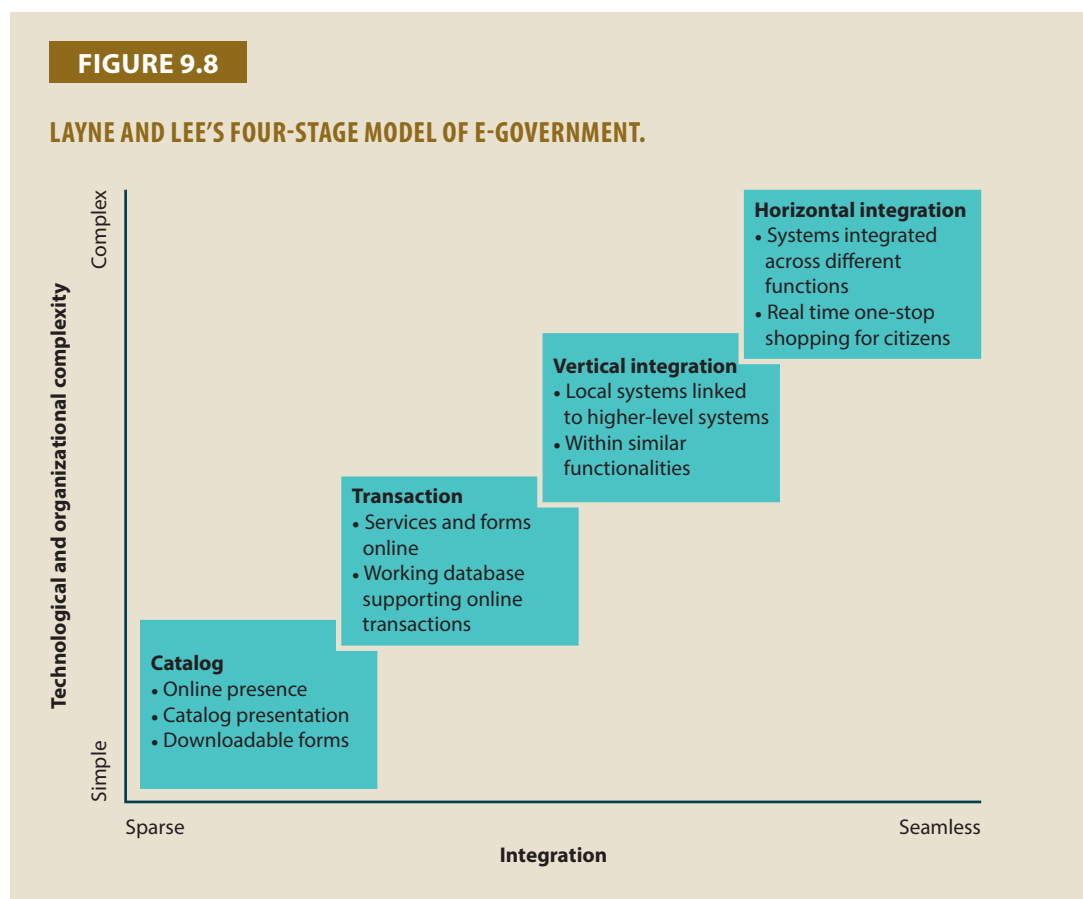 FIGURE 9.8
LAYNE AND LEE'S FOUR-STAGE MODEL OF E-GOVERNMENT.
Technological and organizational complexity
Complex
Simple
Horizontal integration
• Systems integrated
across different
functions
• Real time one-stop
shopping for citizens
Vertical integration
• Local systems linked
to higher-level systems
• Within similar
functionalities
Transaction
• Services and forms
online
• Working database
supporting online
transactions
Catalog
• Online presence
• Catalog presentation
• Downloadable forms
Sparse
Seamless
Integration